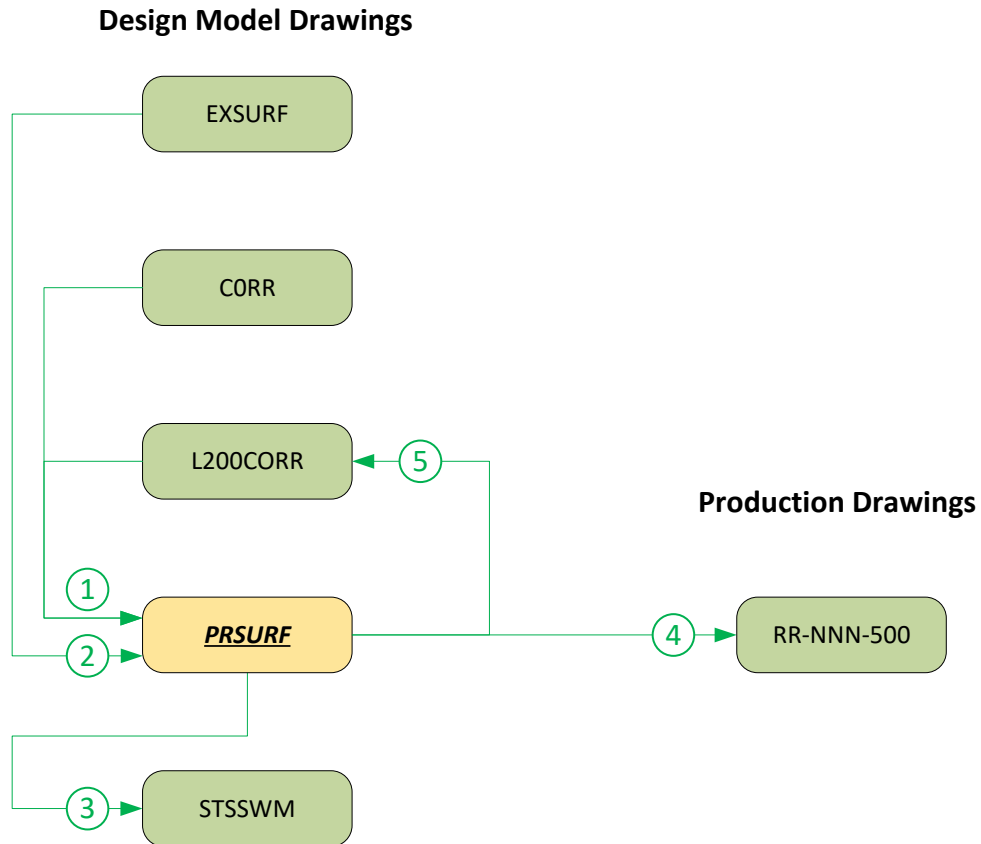 Design Model Drawings
EXSURF
C0RR
L200CORR
5
Production Drawings
1
PRSURF
4
RR-NNN-500
2
3
STSSWM